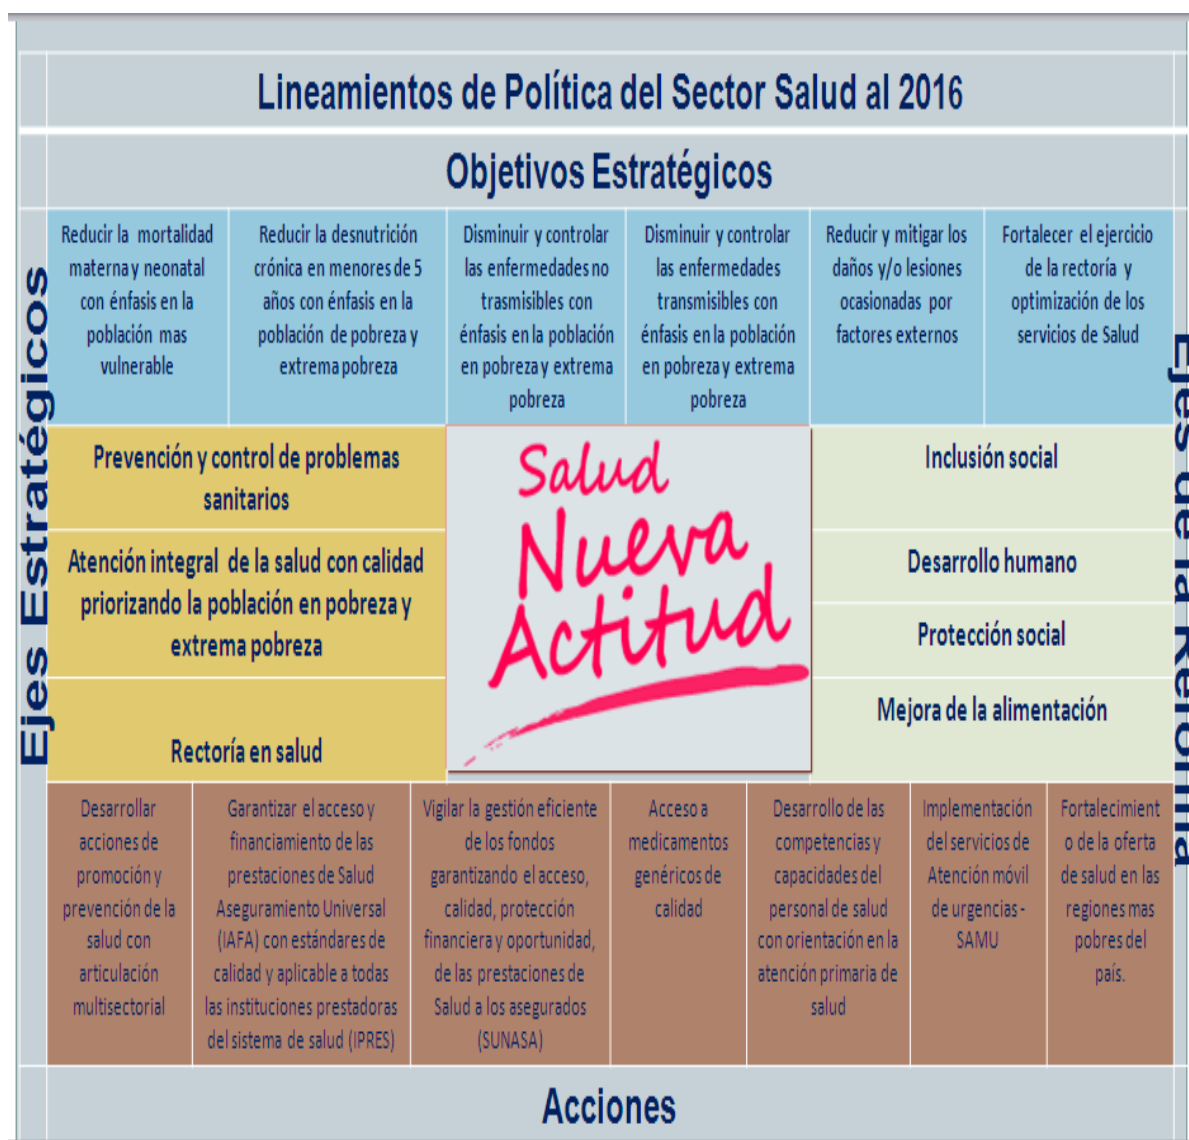 Lineamientos de Política del Sector Salud al 2016
Objetivos Estratégicos
Ejes Estratégicos
Reducir la mortalidad
materna y neonatal
con énfasis en la
población mas
vulnerable
Reducir la desnutrición
crónica en menores de 5
años con énfasis en la
población de pobreza y
extrema pobreza
Disminuir y controlar
las enfermedades no
trasmisibles con
énfasis en la población
en pobreza y extrema
pobreza
Disminuir y controlar
las enfermedades
transmisibles con
énfasis en la población
en pobreza y extrema
pobreza
Reducir y mitigar los
daños y/o lesiones
ocasionadas por
factores externos
Fortalecer el ejercicio
de la rectoría y
optimización de los
servicios de Salud
Prevención y control de problemas
sanitarios
Atención integral de la salud con calidad
priorizando la población en pobreza y
extrema pobreza
Rectoría en salud
Salud
Nueva
Actitud
Inclusión social
Desarrollo humano
Protección social
Mejora de la alimentación
Ejes de la Reforma
Desarrollar
acciones de
promoción y
prevención de la
salud con
articulación
multisectorial
Garantizar el acceso y
financiamiento de las
prestaciones de Salud
Aseguramiento Universal
(IAFA) con estándares de
calidad y aplicable a todas
las instituciones prestadoras
del sistema de salud (IPRES)
Vigilar la gestión eficiente
de los fondos
garantizando el acceso,
calidad, protección
financiera y oportunidad,
de las prestaciones de
Salud a los asegurados
(SUNASA)
Acceso a
medicamentos
genéricos de
calidad
Desarrollo de las
competencias y
capacidades del
personal de salud
con orientación en la
atención primaria de
salud
Implementación
del servicios de
Atención móvil
de urgencias -
SAMU
Fortalecimient
o de la oferta
de salud en las
regiones mas
pobres del
país.
Acciones